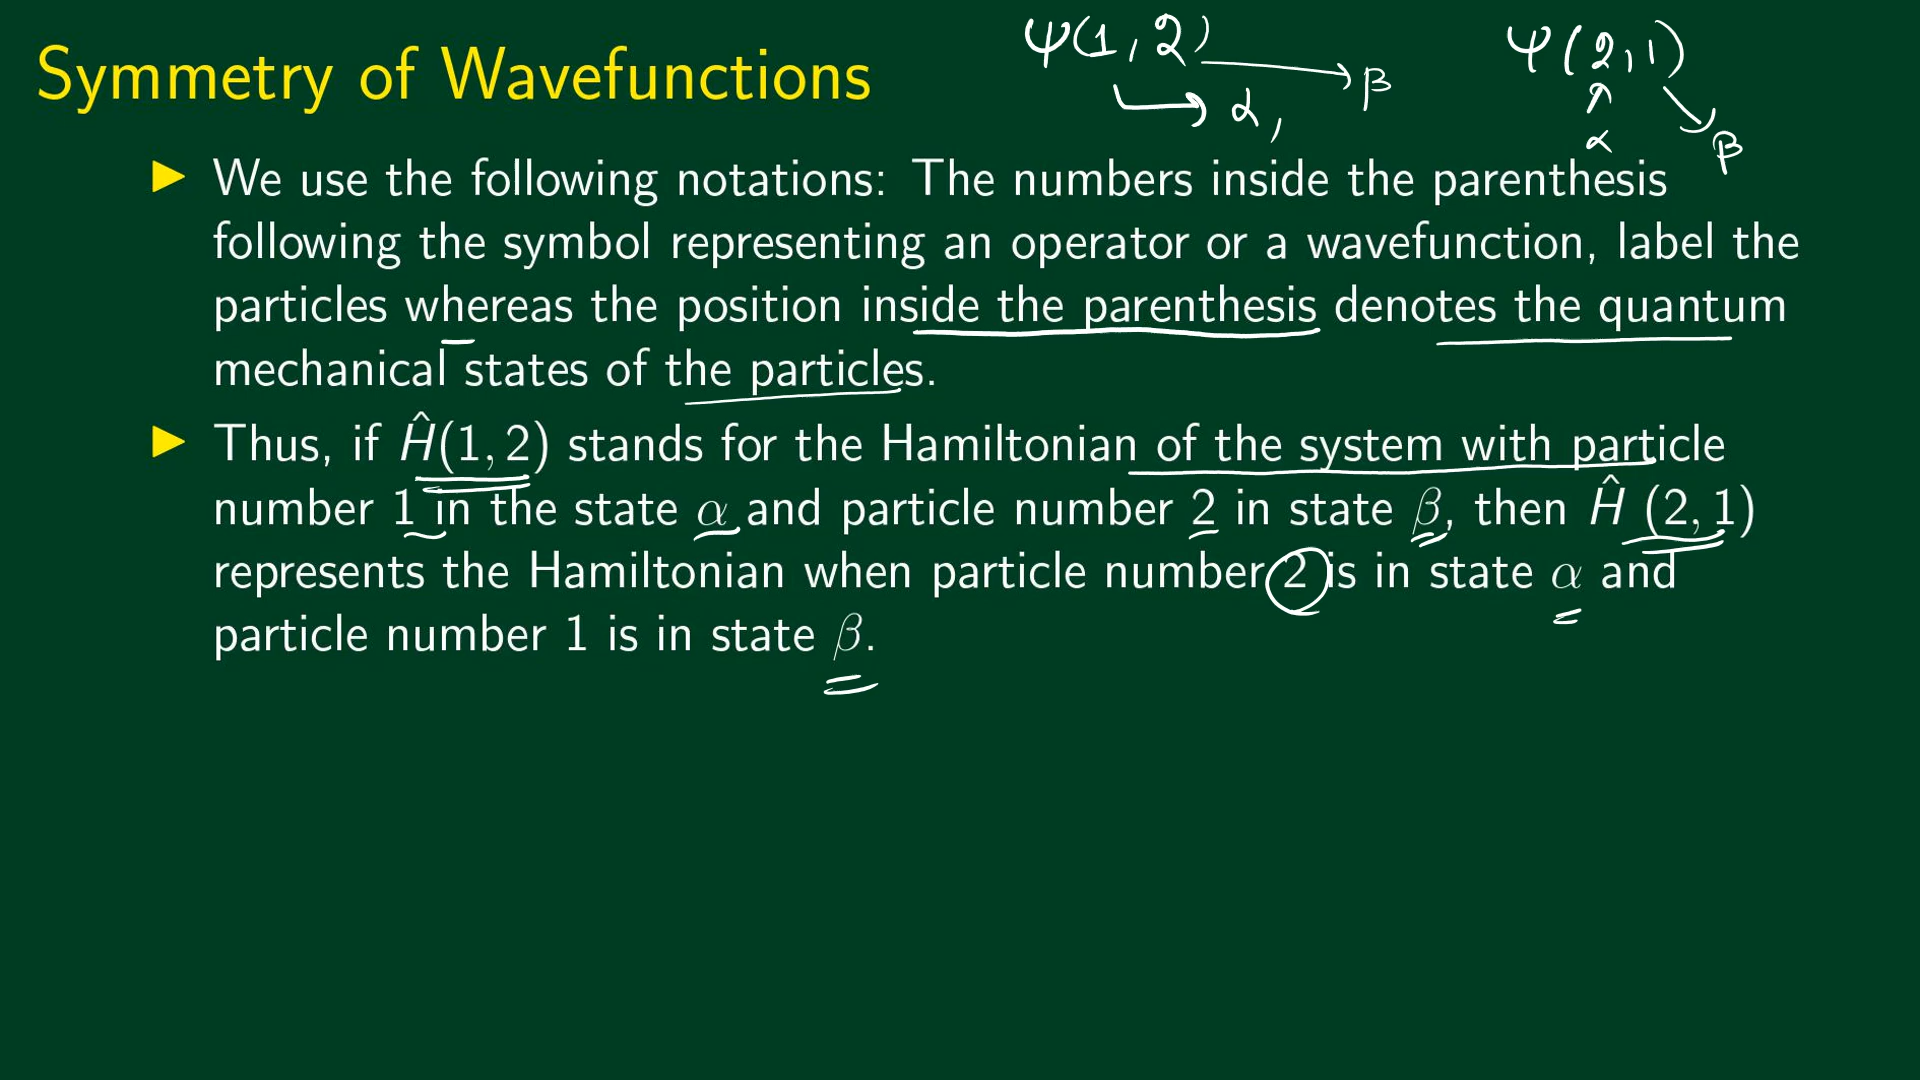 Symmetry of Wavefunctions
ψ(1,2)
β
α,
ψ(2,1)
α
β
▶ We use the following notations: The numbers inside the parenthesis
following the symbol representing an operator or a wavefunction, label the
particles whereas the position inside the parenthesis denotes the quantum
mechanical states of the particles.
▶ Thus, if Ĥ(1, 2) stands for the Hamiltonian of the system with particle
number 1 in the state α and particle number 2 in state β, then Ĥ (2, 1)
represents the Hamiltonian when particle number 2 is in state α and
particle number 1 is in state β.